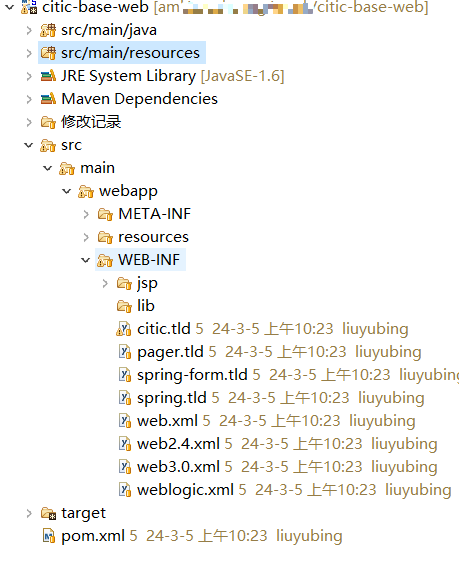 citic-base-web /citic-base-web]
src/main/java
src/main/resources
JRE System Library [JavaSE-1.6]
Maven Dependencies
修改记录
src
main
webapp
META-INF
resources
WEB-INF
jsp
lib
citic.tld 5 24-3-5 上午10:23 liuyubing
pager.tld 5 24-3-5 上午10:23 liuyubing
spring-form.tld 5 24-3-5 上午10:23 liuyubing
spring.tld 5 24-3-5 上午10:23 liuyubing
web.xml 5 24-3-5 上午10:23 liuyubing
web2.4.xml 5 24-3-5 上午10:23 liuyubing
web3.0.xml 5 24-3-5 上午10:23 liuyubing
weblogic.xml 5 24-3-5 上午10:23 liuyubing
target
pom.xml 5 24-3-5 上午10:23 liuyubing